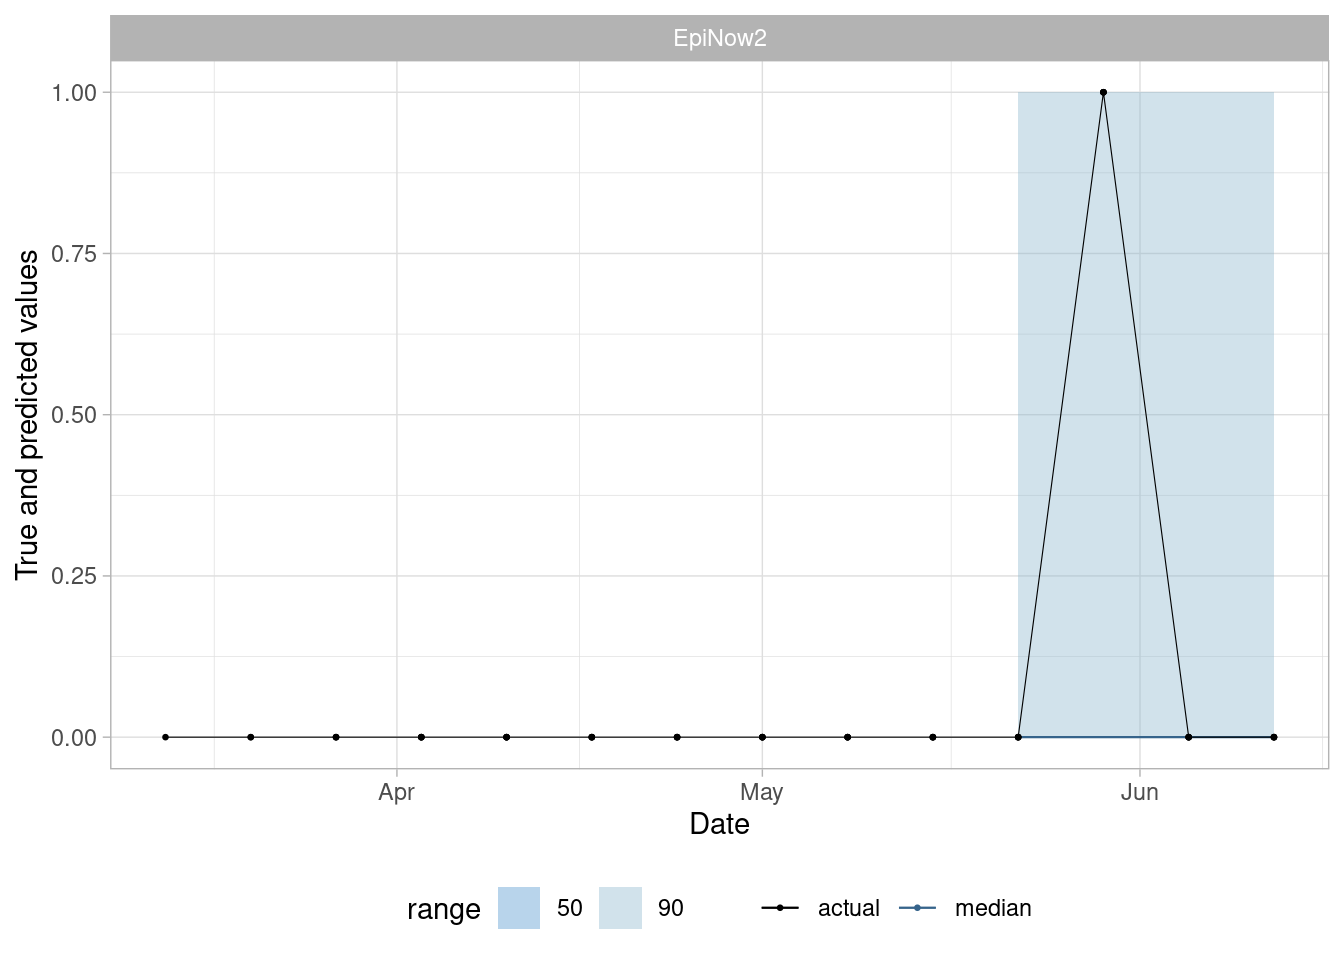 EpiNow2
1.00
0.75
0.50
0.25
0.00
True and predicted values
Apr May Jun
Date
range 50 90 actual median